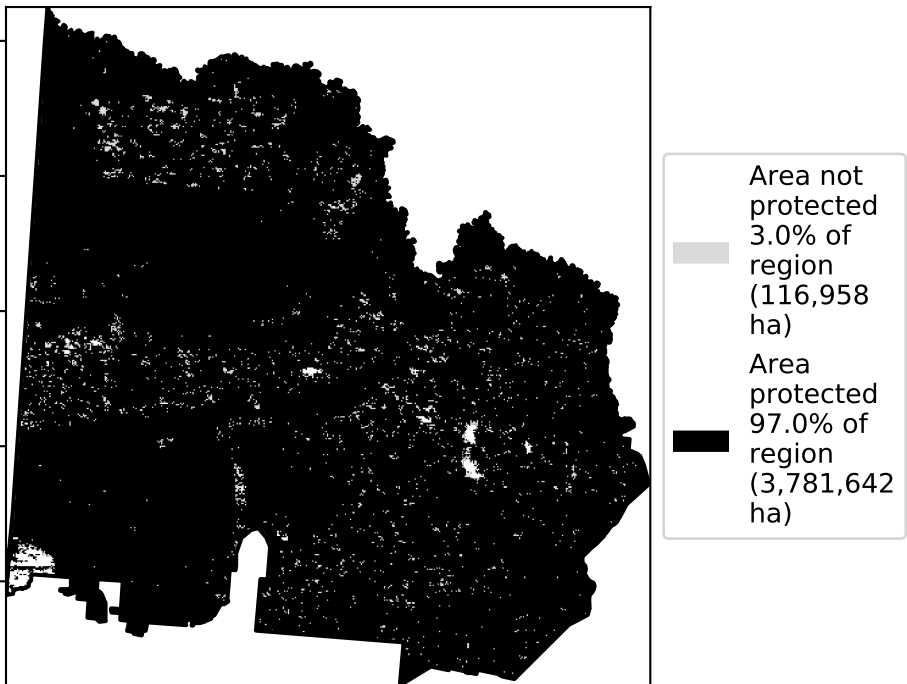 Area not
protected
3.0% of
region
(116,958
ha)
Area
protected
97.0% of
region
(3,781,642
ha)